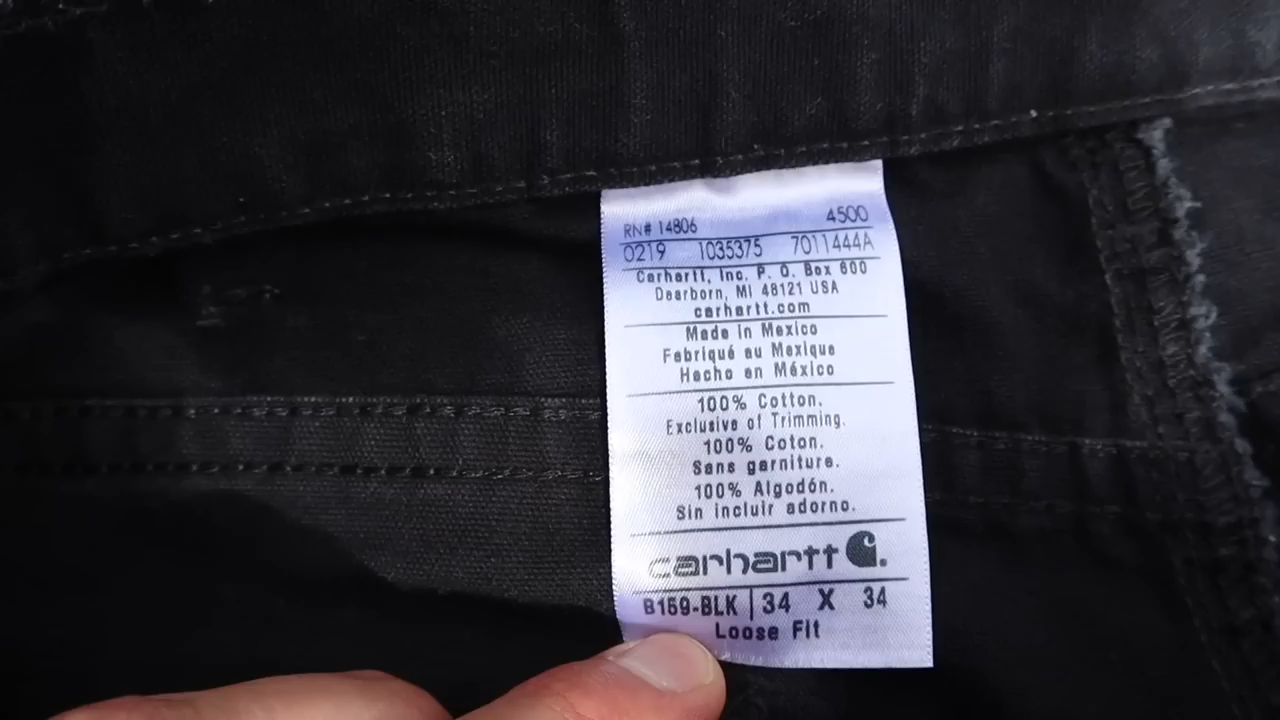 RN# 14806 4500
0219 1035375 7011444A
Carhartt, Inc. P. O. Box 600
Dearborn, MI 48121 USA
carhartt.com
Made in Mexico
Fabriqué au Mexique
Hecho en México
100% Cotton.
Exclusive of Trimming.
100% Coton.
Sans garniture.
100% Algodón.
Sin incluir adorno.
carhartt
B159-BLK | 34 X 34
Loose Fit